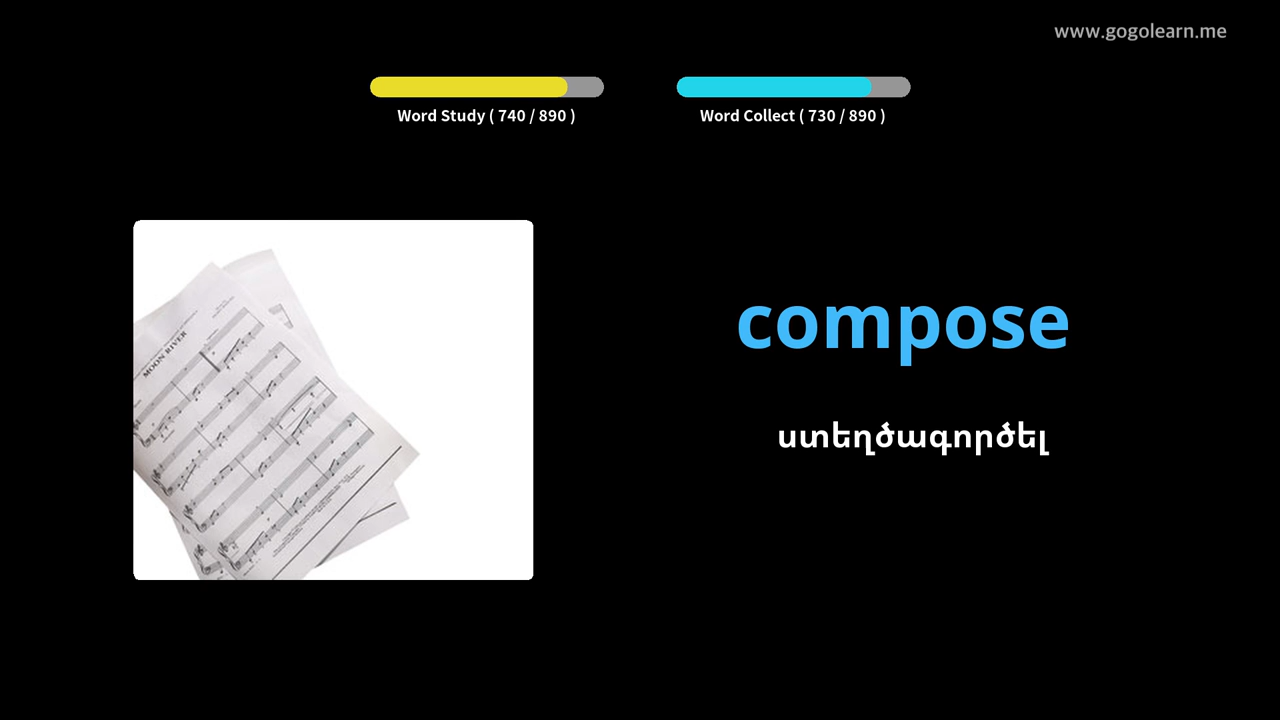 www.gogolearn.me
Word Study ( 740 / 890 )
Word Collect ( 730 / 890 )
MOON RIVER
compose
ստեղծագործել